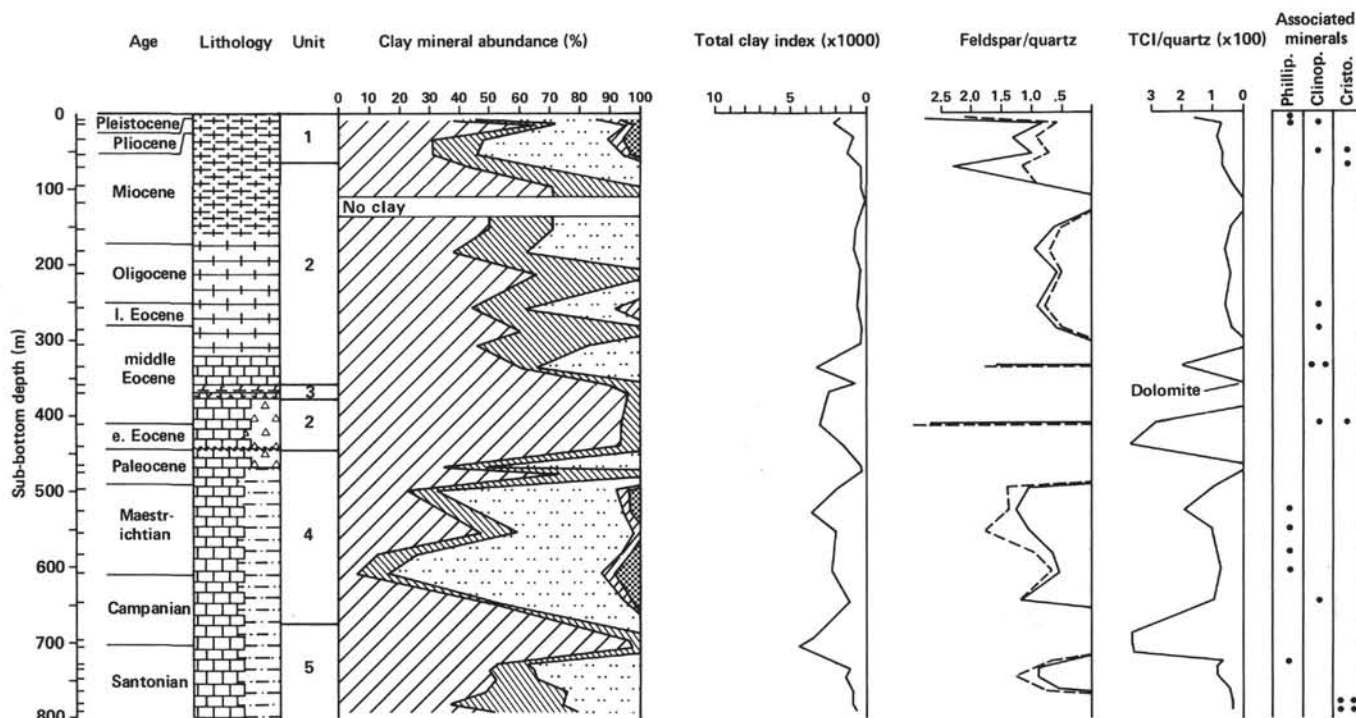 Age Lithology Unit Clay mineral abundance (%) Total clay index (x1000) Feldspar/quartz TCI/quartz (x100) Associated minerals
Phillip. Clinop. Cristo.
0 10 20 30 40 50 60 70 80 90 100
10 5 0
2.5 2.0 1.5 1.0 .5
3 2 1 0
Sub-bottom depth (m)
0
100
200
300
400
500
600
700
800
Pleistocene
Pliocene
Miocene
Oligocene
l. Eocene
middle
Eocene
e. Eocene
Paleocene
Maestr-
ichtian
Campanian
Santonian
1
2
3
2
4
5
No clay
Dolomite